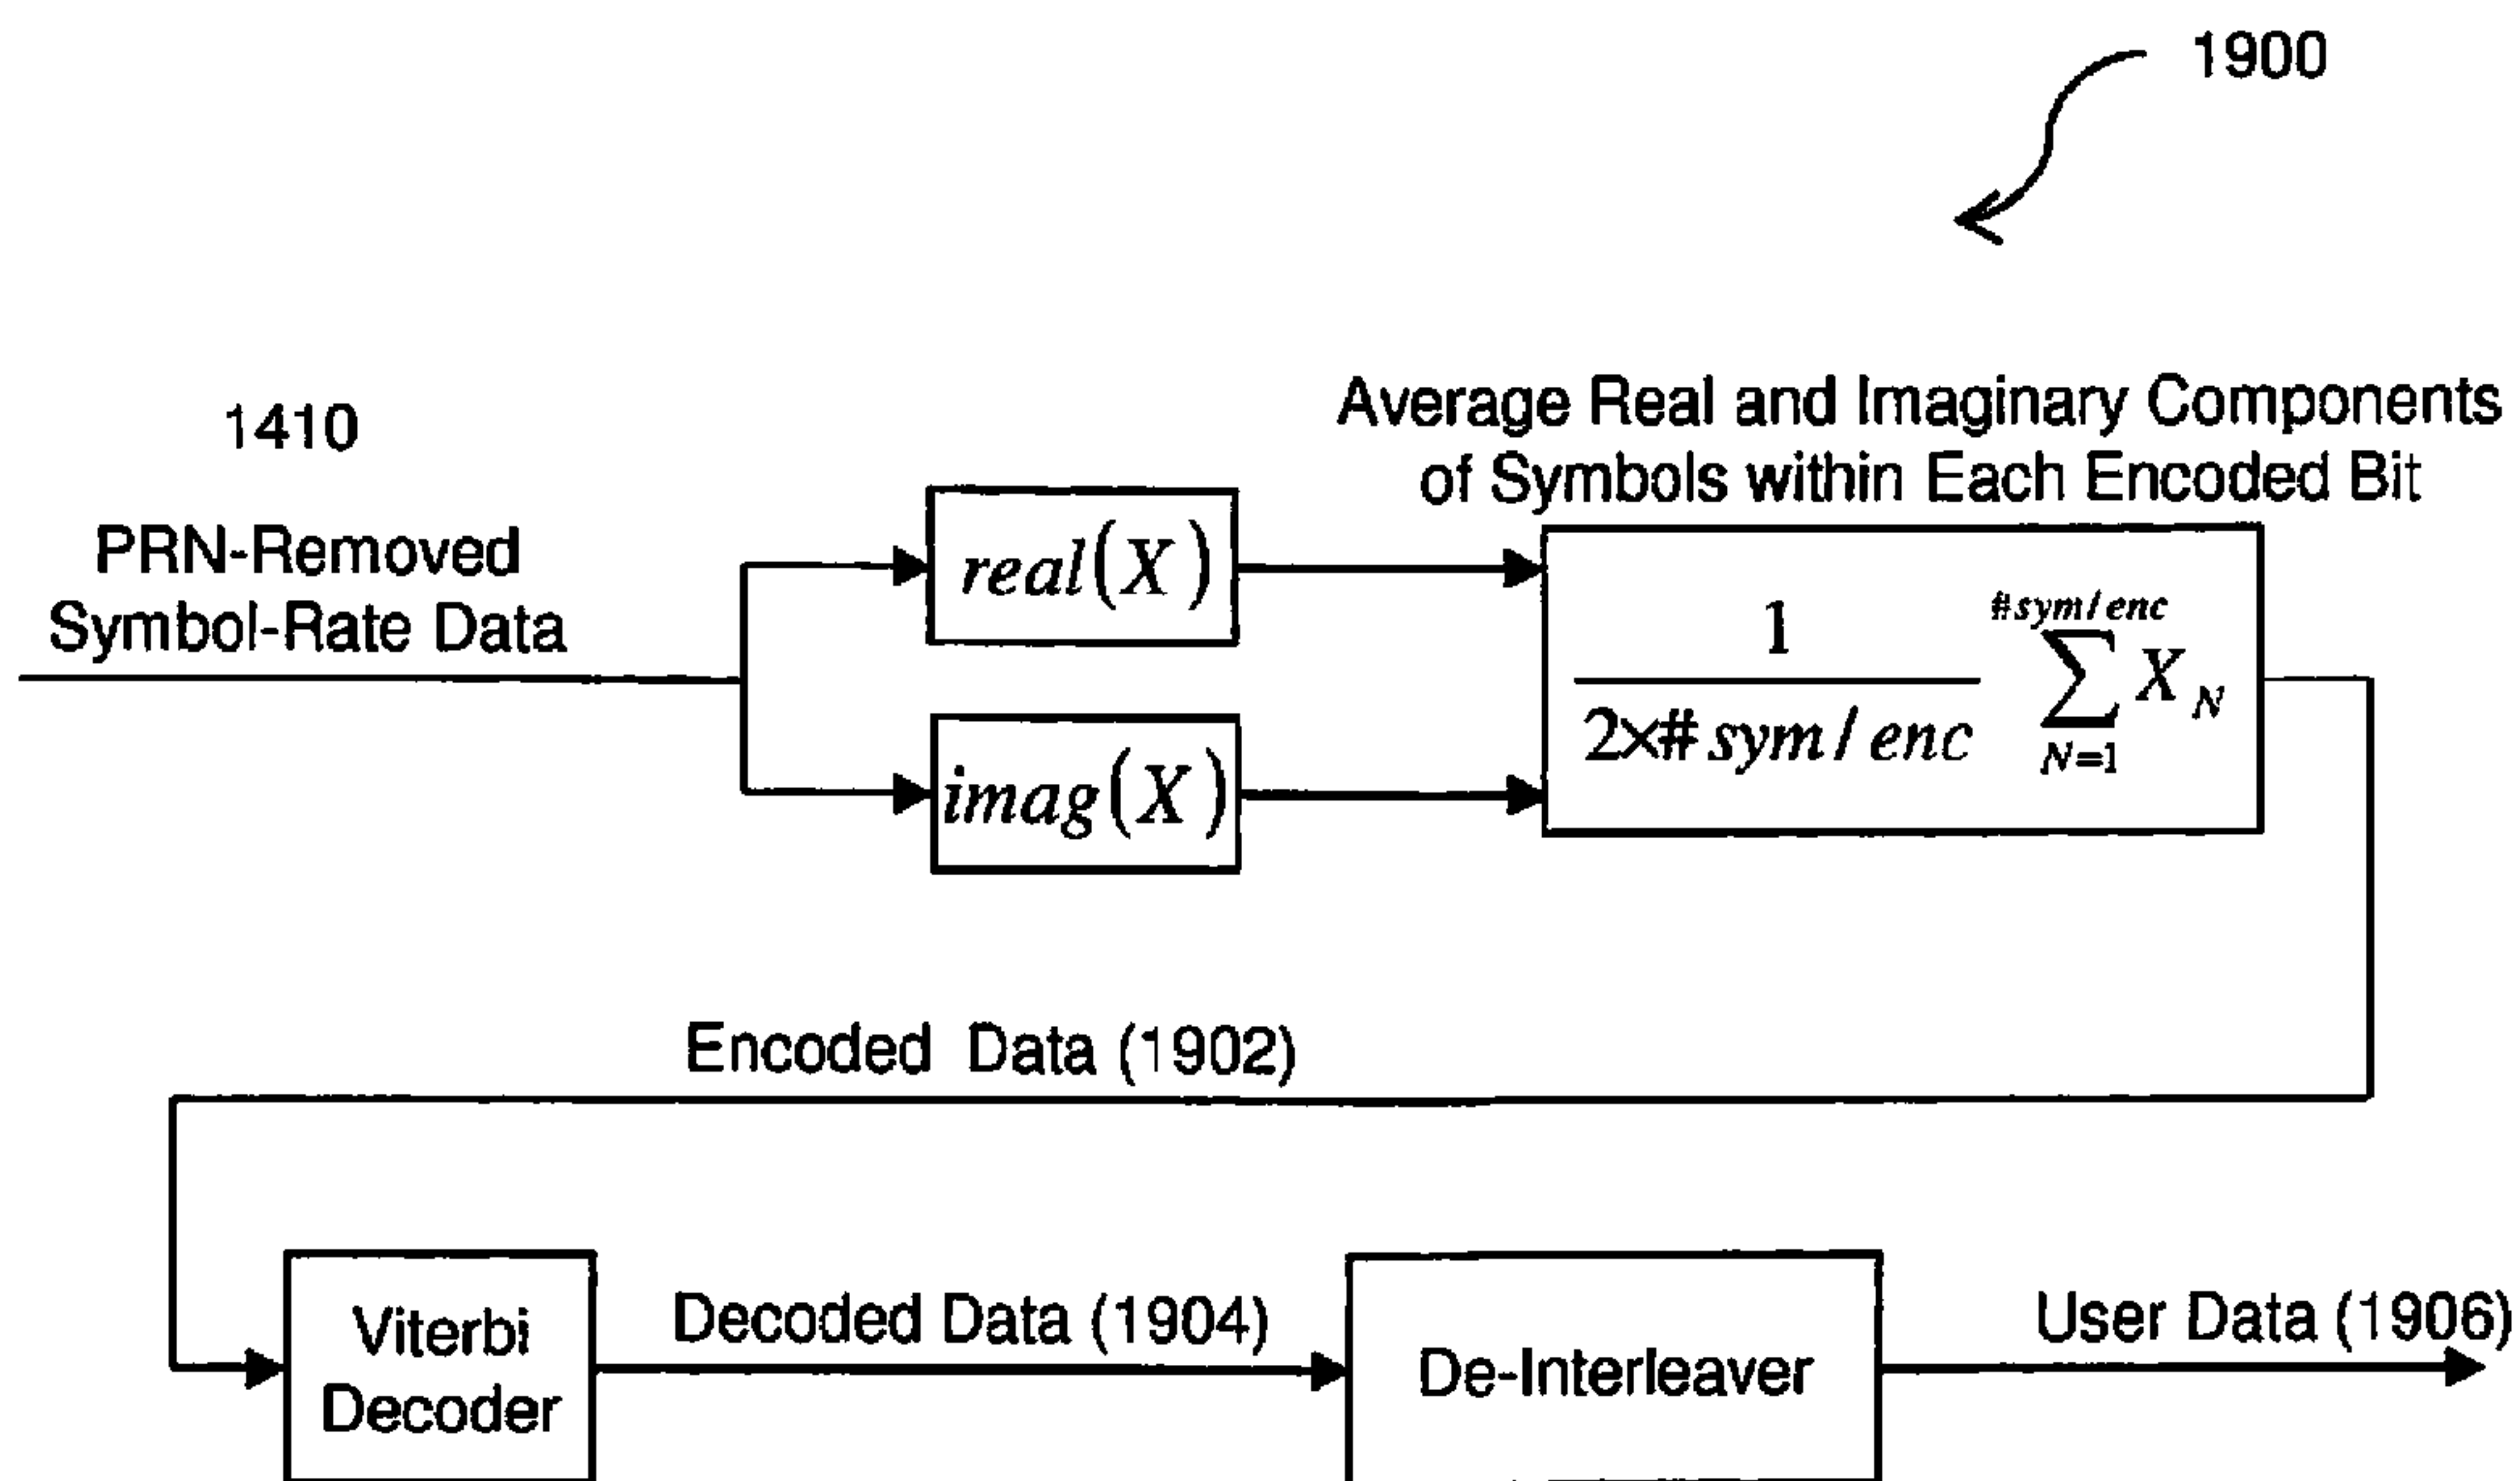 1900
1410
PRN-Removed
Symbol-Rate Data
real(X)
imag(X)
Average Real and Imaginary Components
of Symbols within Each Encoded Bit
1
2×#sym/enc
#sym/enc
∑ X N
N=1
Encoded Data (1902)
Viterbi
Decoder
Decoded Data (1904)
De-Interleaver
User Data (1906)